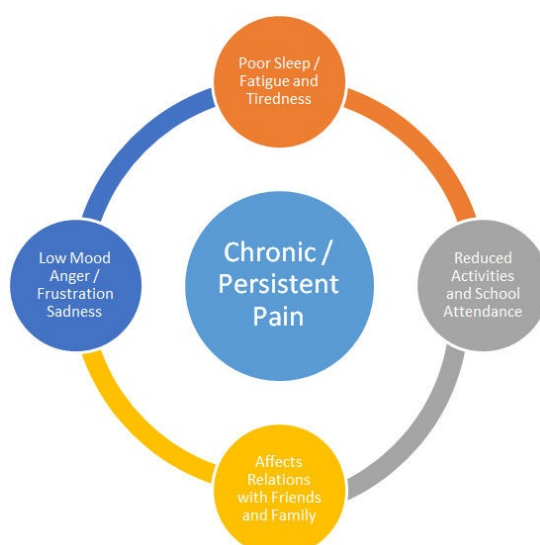 Poor Sleep /
Fatigue and
Tiredness
Low Mood
Anger /
Frustration
Sadness
Chronic /
Persistent
Pain
Reduced
Activities
and School
Attendance
Affects
Relations
with Friends
and Family